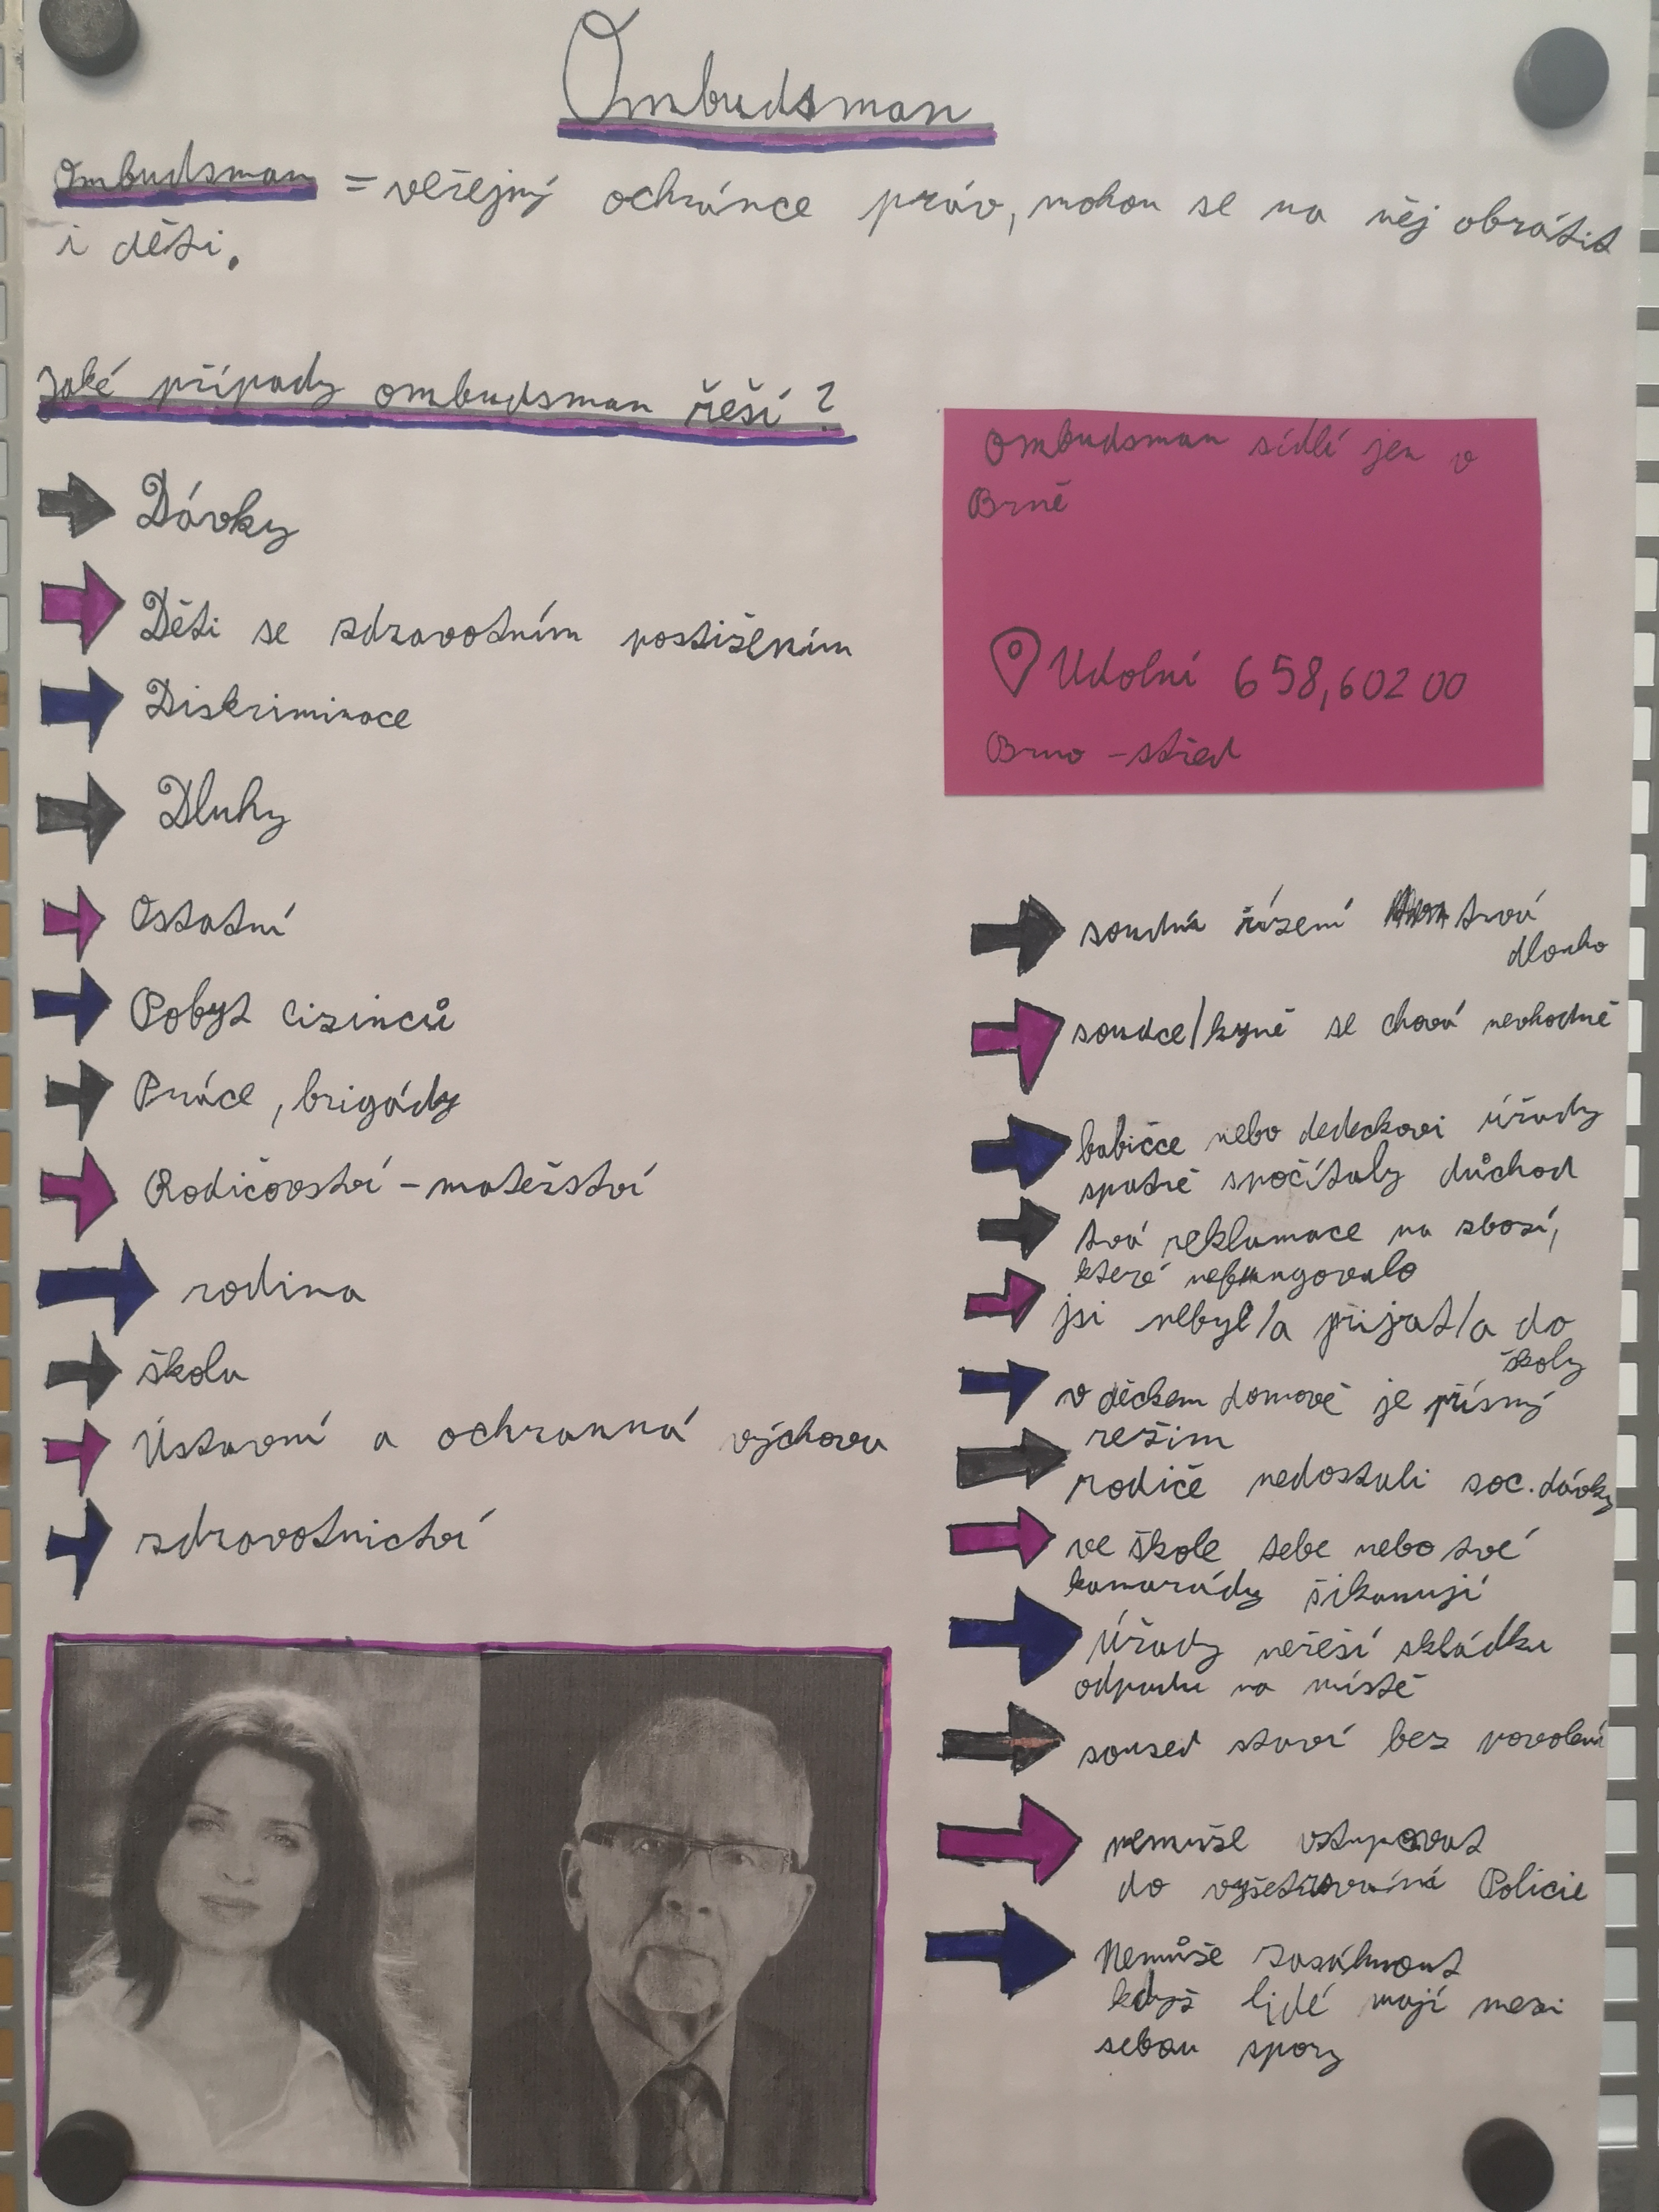 Ombudsman
Ombudsman = veřejný ochránce práv, mohou se na něj obrátit
i děti.
Jaké případy ombudsman řeší?
Dávky
Děti se zdravotním postižením
Diskriminace
Dluhy
Ostatní
Pobyt cizinců
Práce, brigády
Rodičovství - mateřství
rodina
škola
Ústavní a ochranná výchova
zdravotnictví
Ombudsman sídlí jen v
Brně
Udolní 658, 602 00
Brno - střed
soudní řízení trvá
dlouho
soudce/kyně se chová nevhodně
babičce nebo dedečkovi úřady
spatně spočítaly důchod
tvá reklamace na zboží,
které nefungovalo
jsi nebyl/a přijat/a do
školy
v děckem domově je přísný
režim
rodiče nedostali soc. dávky
ve škole tebe nebo tvé
kamarády šikanují
Úřady neřeší skládku
odpadu na místě
soused staví bez povolení
nemůže vstupovat
do vyšetřování Policie
Nemůže zasáhnout
když lidé mají mezi
sebou spory